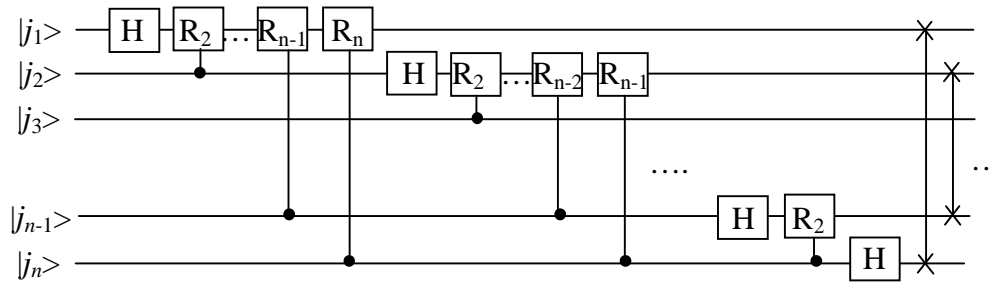 |j₁> H R₂ … Rₙ₋₁ Rₙ
|j₂> H R₂ … Rₙ₋₂ Rₙ₋₁
|j₃>
.... ..
|jₙ₋₁> H R₂
|jₙ> H